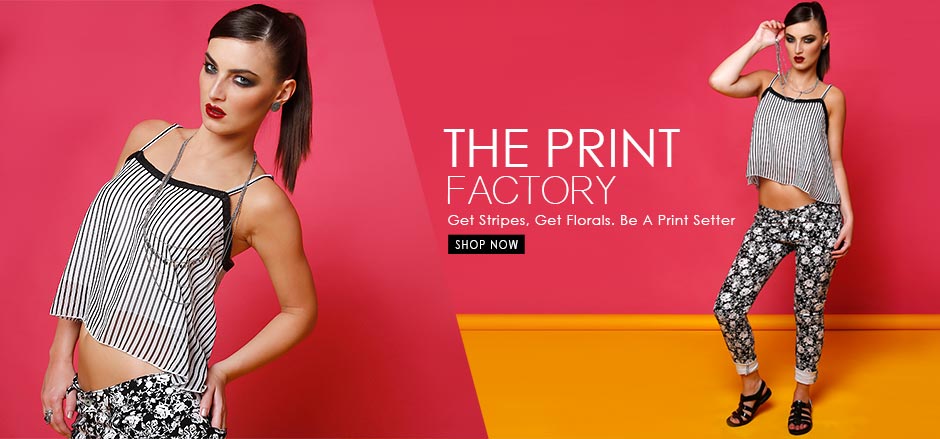 THE PRINT
FACTORY
Get Stripes, Get Florals. Be A Print Setter
SHOP NOW